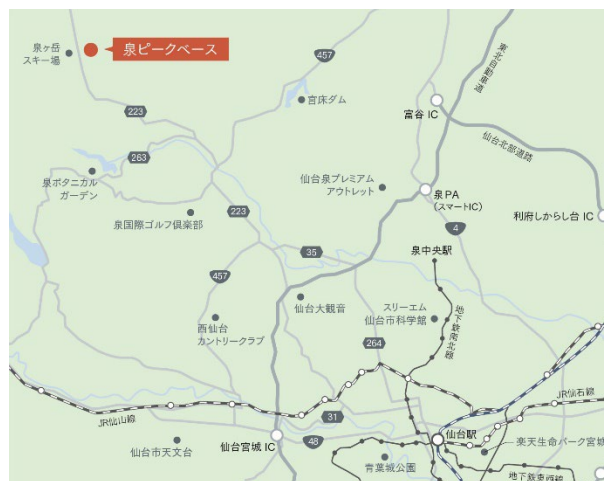 泉ヶ岳
スキー場
泉ピークベース
457
東北自動車道
宮床ダム
富谷 IC
223
仙台北部道路
263
泉ボタニカル
ガーデン
仙台泉プレミアム
アウトレット
泉PA
(スマートIC)
利府しらかし台 IC
泉国際ゴルフ倶楽部
223
4
35
泉中央駅
457
仙台大観音
スリーエム
仙台市科学館
地下鉄南北線
西仙台
カントリークラブ
264
JR仙山線
JR仙石線
31
仙台宮城 IC
48
仙台駅
仙台市天文台
楽天生命パーク宮城
青葉城公園
地下鉄東西線